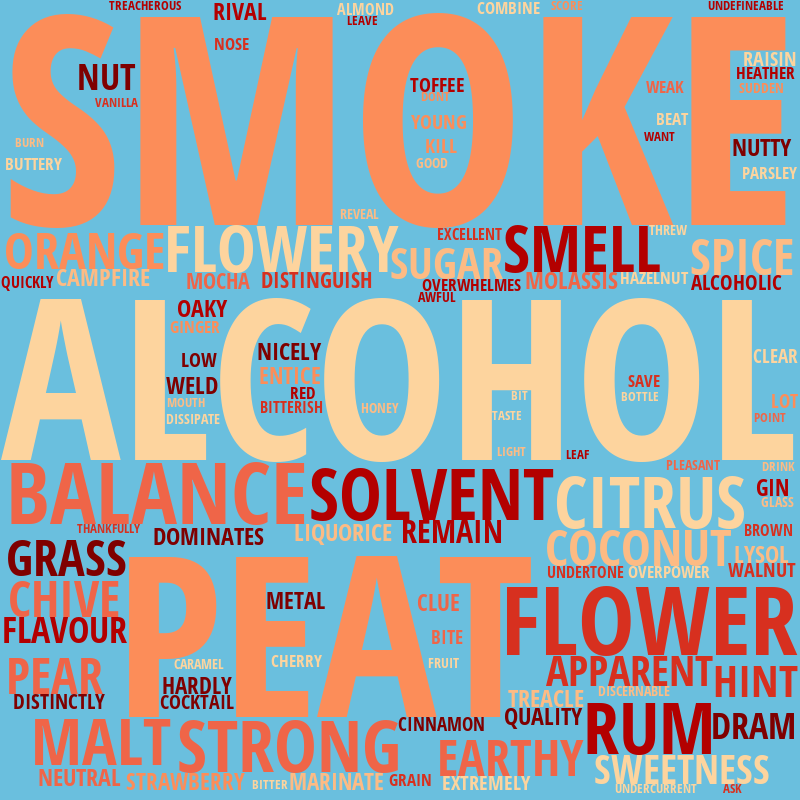 TREACHEROUS
RIVAL
ALMOND
COMBINE
SCORE
UNDEFINEABLE
LEAVE
SMOKE
NOSE
NUT
VANILLA
TOFFEE
YOUNG
KILL
GOOD
WEAK
BEAT
WANT
RAISIN
HEATHER
SUDDEN
NUTTY
PARSLEY
BURN
BUTTERY
REVEAL
ORANGE
FLOWERY
SUGAR
EXCELLENT
SMELL
THREW
SPICE
QUICKLY
CAMPFIRE
MOCHA
DISTINGUISH
OVERWHELMES
MOLASSIS
HAZELNUT
ALCOHOLIC
AWFUL
ALCOHOL
OAKY
GINGER
LOW
NICELY
WELD
ENTICE
RED
MOUTH
BITTERISH
DISSIPATE
HONEY
BIT
TASTE
LIGHT
LEAF
SAVE
BOTTLE
CLEAR
LOT
POINT
PLEASANT
DRINK
BALANCE
SOLVENT
CITRUS
GIN
GLASS
THANKFULLY
DOMINATES
LIQUORICE
REMAIN
COCONUT
BROWN
LYSOL
UNDERTONE
OVERPOWER
WALNUT
GRASS
CHIVE
PEAT
METAL
CLUE
BITE
FLOWER
FLAVOUR
PEAR
CARAMEL
CHERRY
FRUIT
APPARENT
HINT
HARDLY
DISTINCTLY
COCKTAIL
TREACLE
DISCERNABLE
QUALITY
RUM
DRAM
MALT
STRONG
CINNAMON
EARTHY
SWEETNESS
NEUTRAL
STRAWBERRY
BITTER
MARINATE
GRAIN
EXTREMELY
UNDERCURRENT
ASK